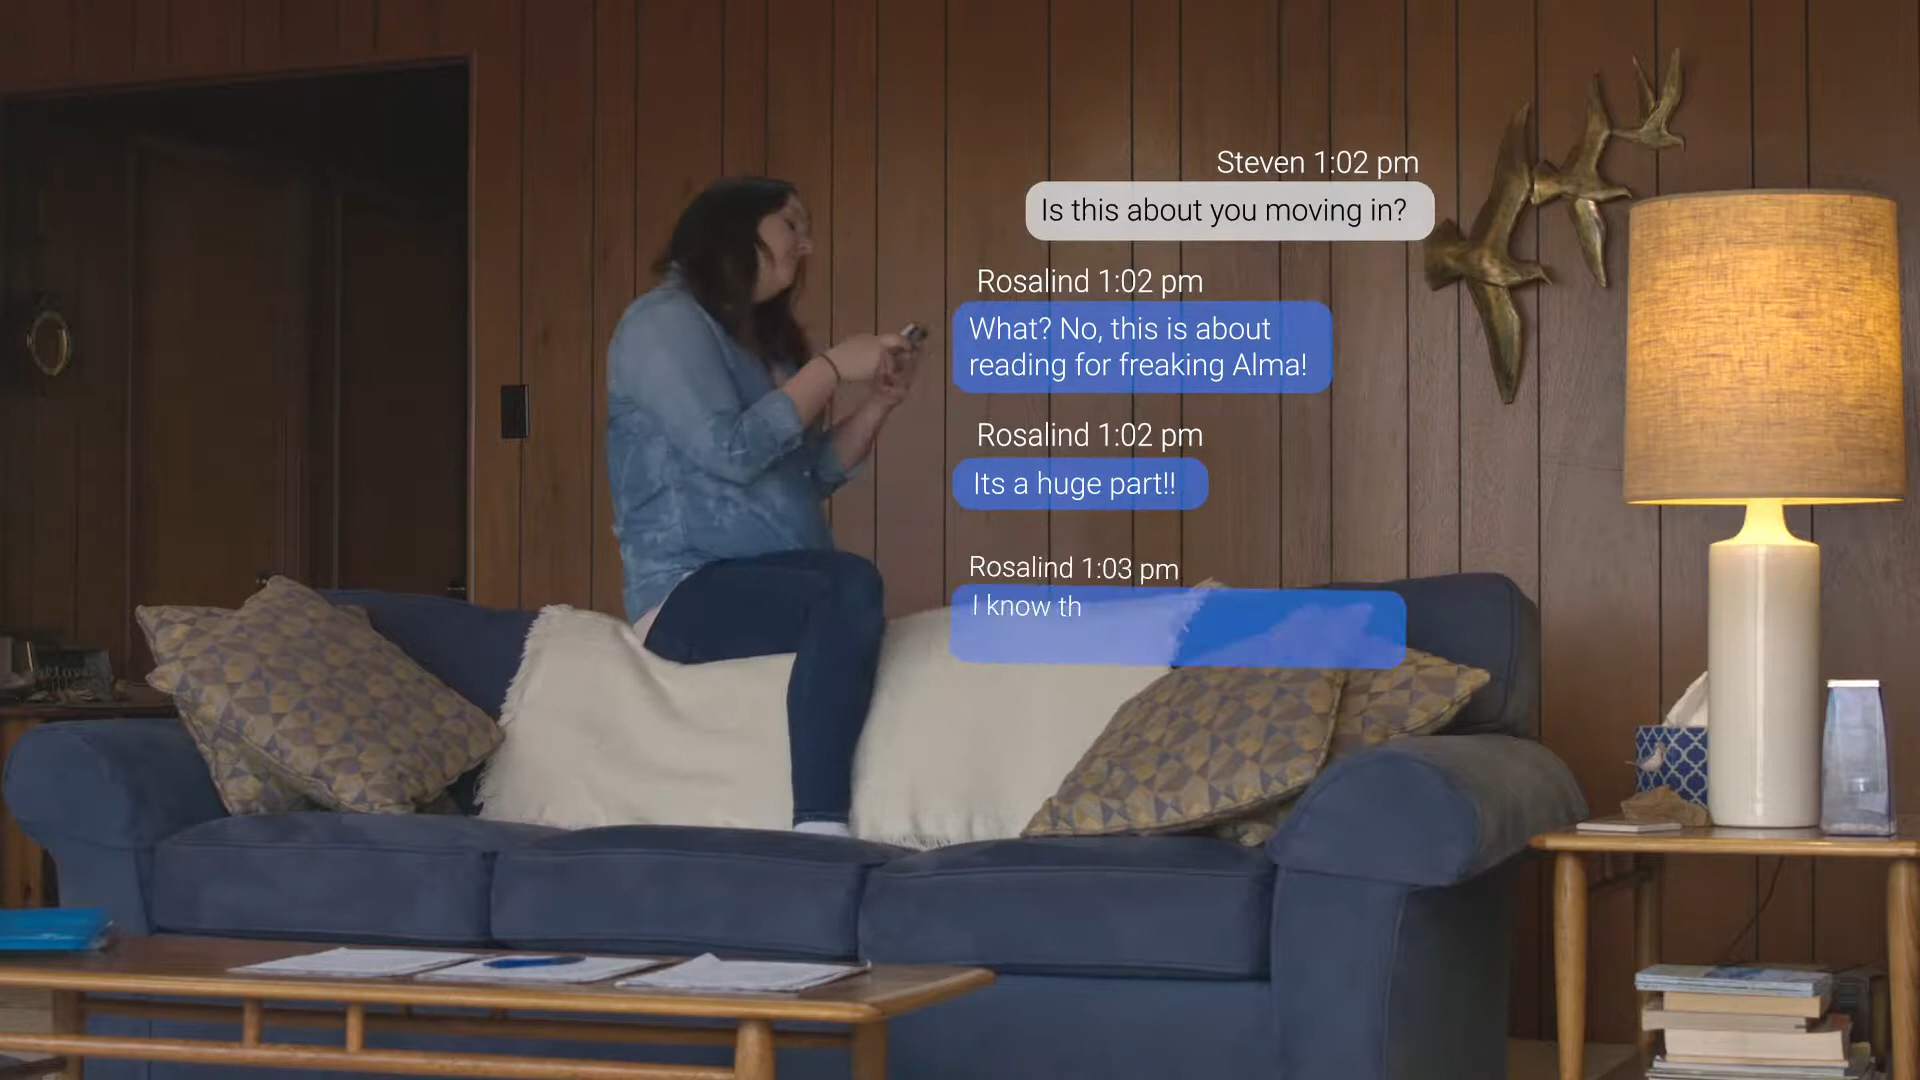 Steven 1:02 pm
Is this about you moving in?
Rosalind 1:02 pm
What? No, this is about
reading for freaking Alma!
Rosalind 1:02 pm
Its a huge part!!
Rosalind 1:03 pm
I know th